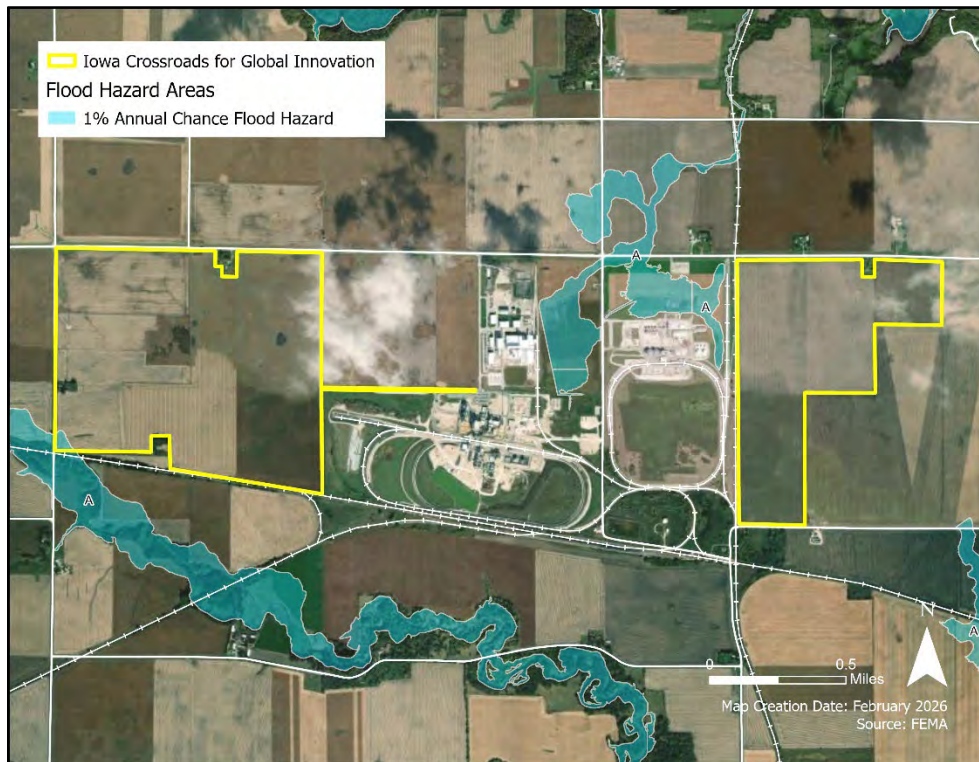 Iowa Crossroads for Global Innovation
Flood Hazard Areas
1% Annual Chance Flood Hazard
A
A
A
A
N
0 0.5
Miles
Map Creation Date: February 2026
Source: FEMA